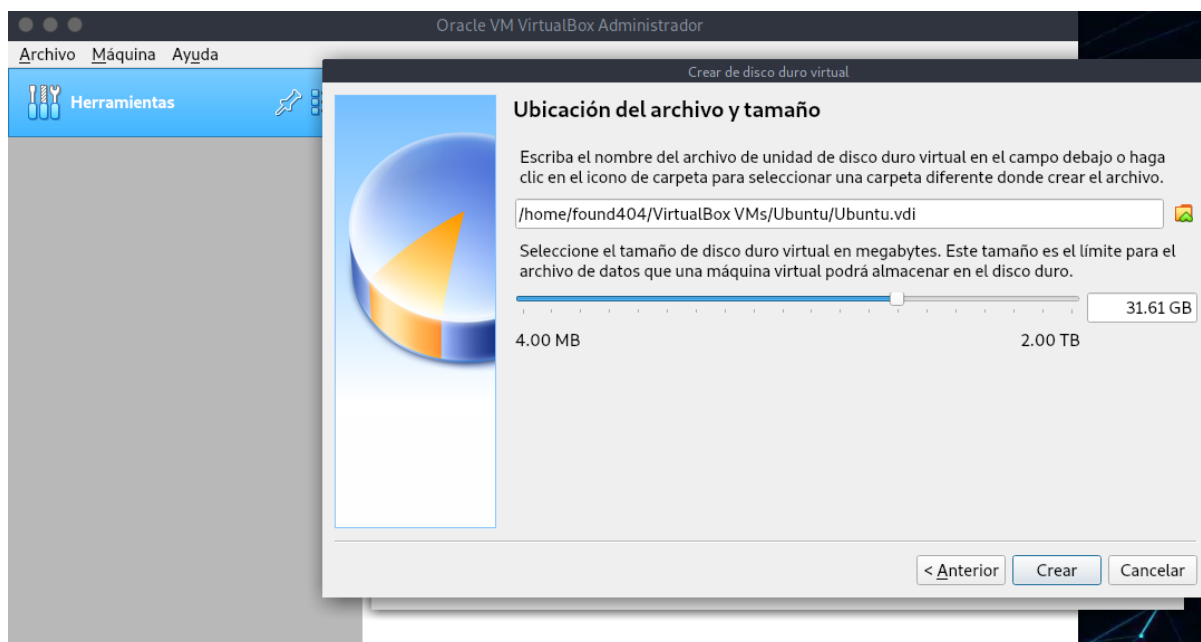 Oracle VM VirtualBox Administrador
Archivo Máquina Ayuda
Herramientas
Crear de disco duro virtual
Ubicación del archivo y tamaño
Escriba el nombre del archivo de unidad de disco duro virtual en el campo debajo o haga
clic en el icono de carpeta para seleccionar una carpeta diferente donde crear el archivo.
/home/found404/VirtualBox VMs/Ubuntu/Ubuntu.vdi
Seleccione el tamaño de disco duro virtual en megabytes. Este tamaño es el límite para el
archivo de datos que una máquina virtual podrá almacenar en el disco duro.
31.61 GB
4.00 MB 2.00 TB
< Anterior Crear Cancelar